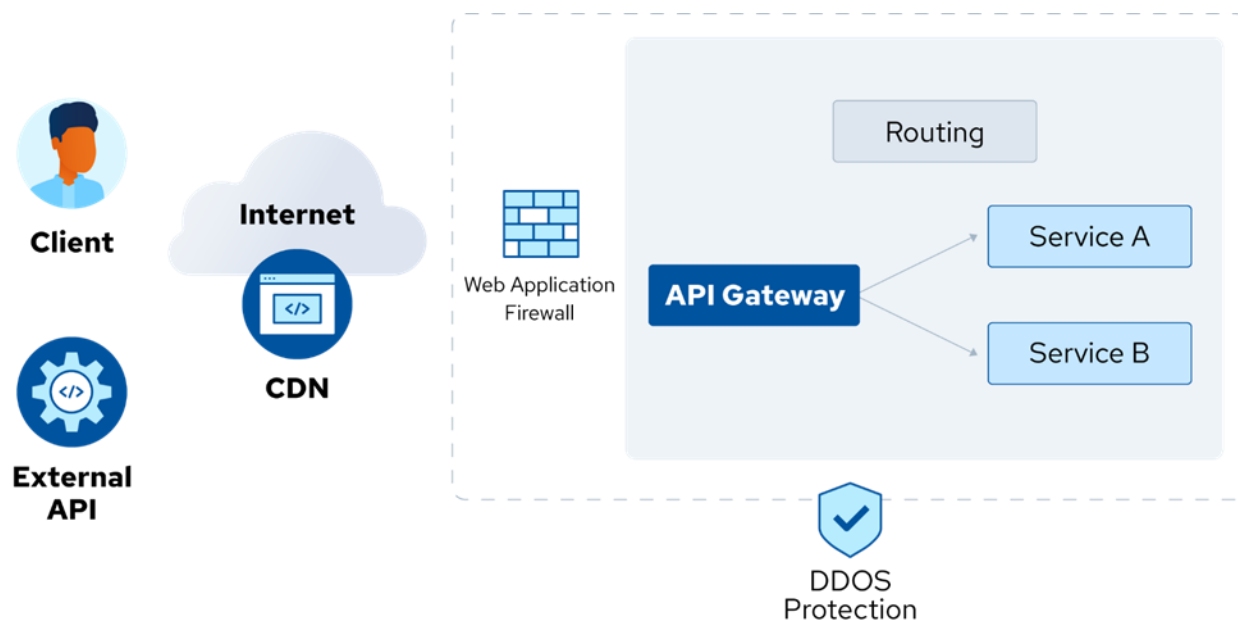 Client
External
API
Internet
</>
CDN
</>
Web Application
Firewall
Routing
API Gateway
Service A
Service B
DDOS
Protection